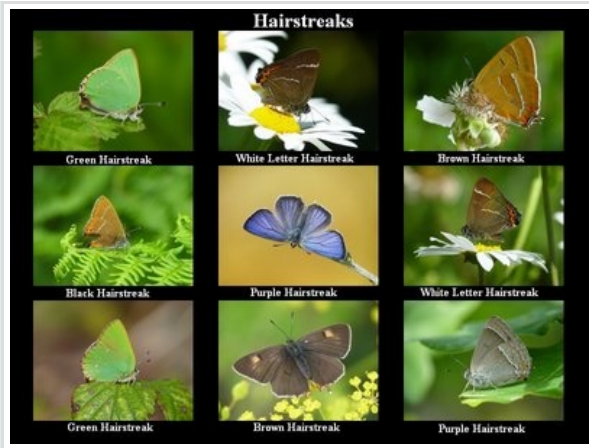 Hairstreaks
Green Hairstreak
White Letter Hairstreak
Brown Hairstreak
Black Hairstreak
Purple Hairstreak
White Letter Hairstreak
Green Hairstreak
Brown Hairstreak
Purple Hairstreak